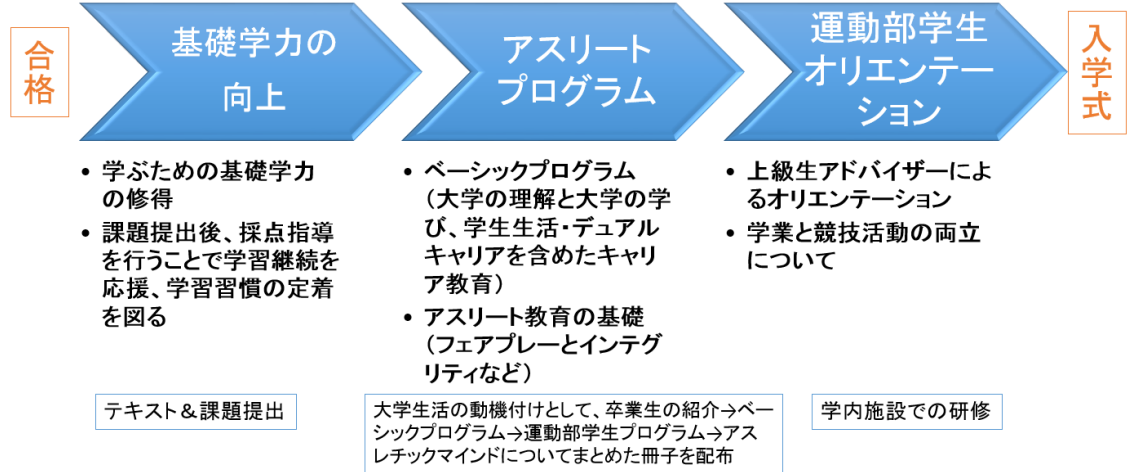 合格
基礎学力の
向上
アスリート
プログラム
運動部学生
オリエンテー
ション
入学式
• 学ぶための基礎学力
の修得
• 課題提出後、採点指導
を行うことで学習継続を
応援、学習習慣の定着
を図る
• ベーシックプログラム
（大学の理解と大学の学
び、学生生活・デュアル
キャリアを含めたキャリ
ア教育）
• アスリート教育の基礎
（フェアプレーとインテグ
リティなど）
• 上級生アドバイザーによ
るオリエンテーション
• 学業と競技活動の両立
について
テキスト＆課題提出
大学生活の動機付けとして、卒業生の紹介→ベー
シックプログラム→運動部学生プログラム→アス
レチックマインドについてまとめた冊子を配布
学内施設での研修